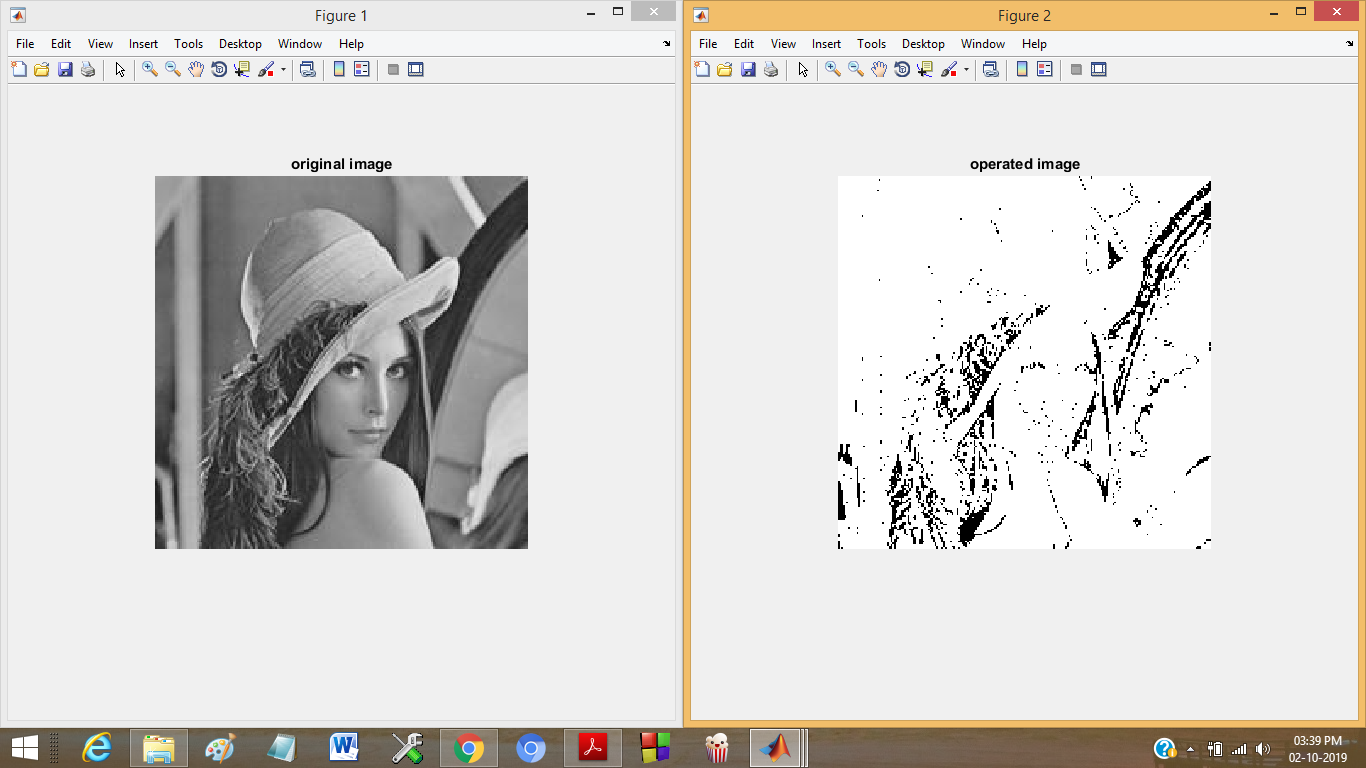 Figure 1
File Edit View Insert Tools Desktop Window Help
original image
Figure 2
File Edit View Insert Tools Desktop Window Help
operated image
03:39 PM
02-10-2019